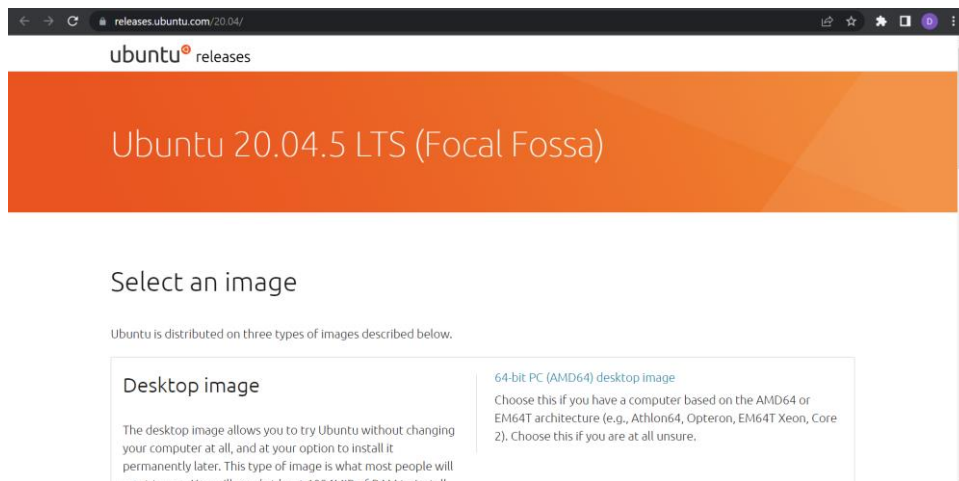 releases.ubuntu.com/20.04/
D
ubuntu releases
Ubuntu 20.04.5 LTS (Focal Fossa)
Select an image
Ubuntu is distributed on three types of images described below.
Desktop image
The desktop image allows you to try Ubuntu without changing
your computer at all, and at your option to install it
permanently later. This type of image is what most people will
64-bit PC (AMD64) desktop image
Choose this if you have a computer based on the AMD64 or
EM64T architecture (e.g., Athlon64, Opteron, EM64T Xeon, Core
2). Choose this if you are at all unsure.